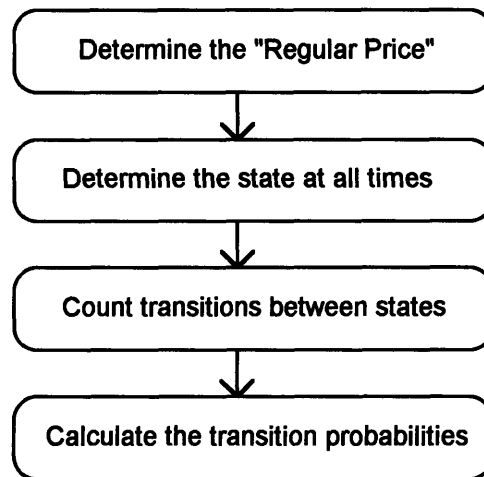 Determine the "Regular Price"
Determine the state at all times
Count transitions between states
Calculate the transition probabilities